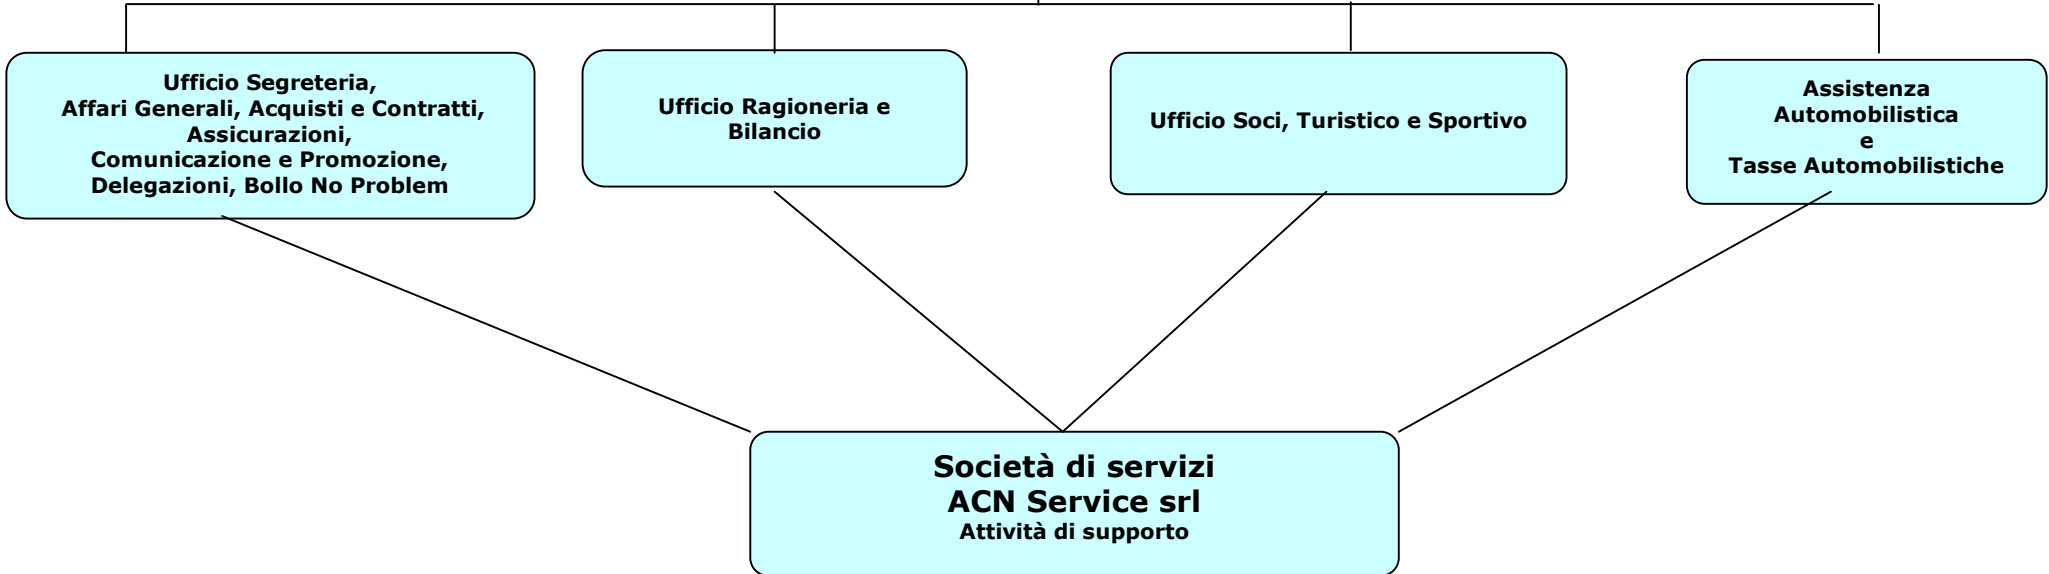 Ufficio Segreteria,
Affari Generali, Acquisti e Contratti,
Assicurazioni,
Comunicazione e Promozione,
Delegazioni, Bollo No Problem
Ufficio Ragioneria e
Bilancio
Ufficio Soci, Turistico e Sportivo
Assistenza
Automobilistica
e
Tasse Automobilistiche
Società di servizi
ACN Service srl
Attività di supporto